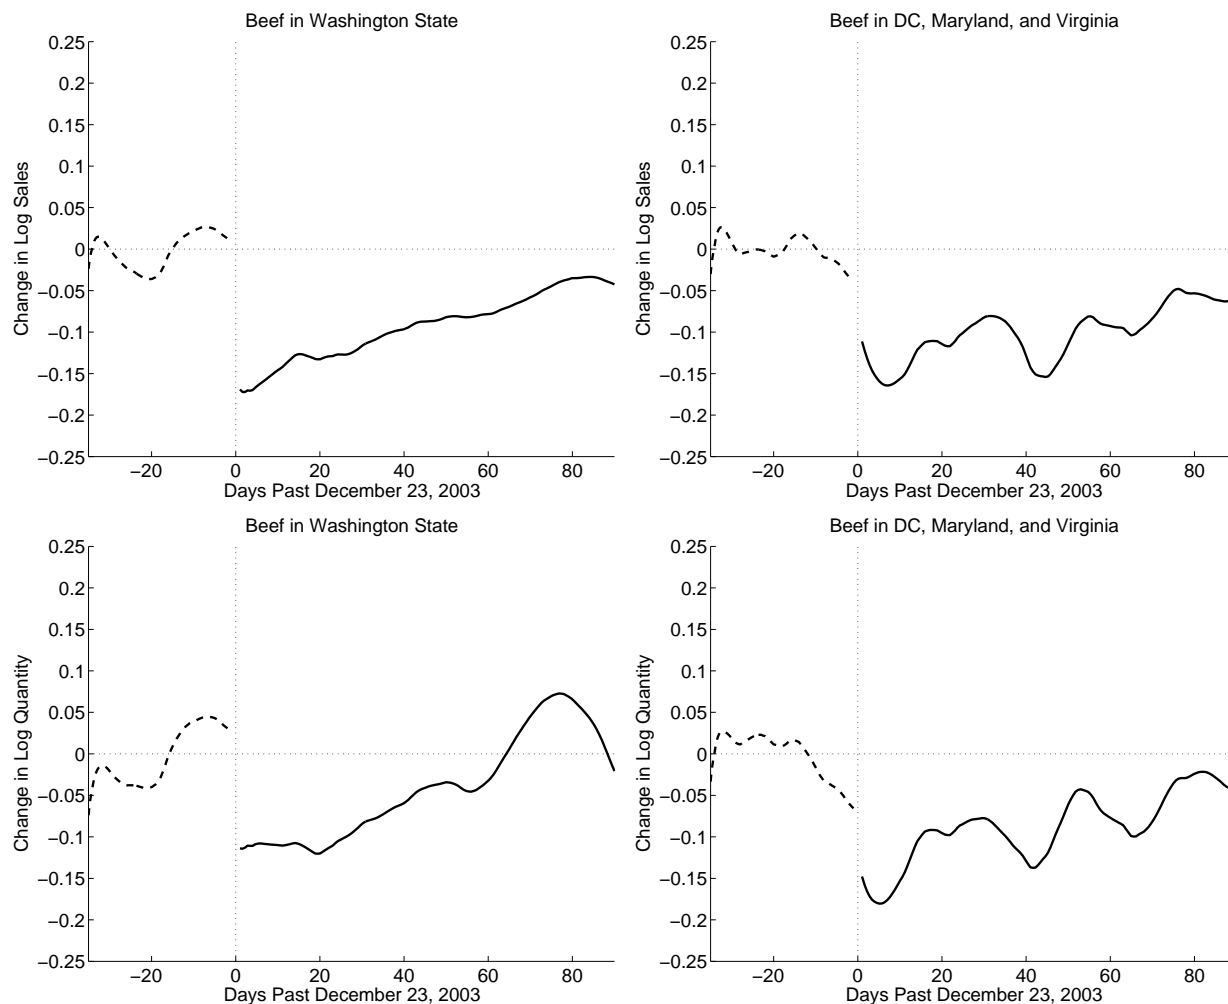 Beef in Washington State
0.25
0.2
0.15
0.1
0.05
0
−0.05
−0.1
−0.15
−0.2
−0.25
Change in Log Sales
−20 0 20 40 60 80
Days Past December 23, 2003
Beef in DC, Maryland, and Virginia
0.25
0.2
0.15
0.1
0.05
0
−0.05
−0.1
−0.15
−0.2
−0.25
Change in Log Sales
−20 0 20 40 60 80
Days Past December 23, 2003
Beef in Washington State
0.25
0.2
0.15
0.1
0.05
0
−0.05
−0.1
−0.15
−0.2
−0.25
Change in Log Quantity
−20 0 20 40 60 80
Days Past December 23, 2003
Beef in DC, Maryland, and Virginia
0.25
0.2
0.15
0.1
0.05
0
−0.05
−0.1
−0.15
−0.2
−0.25
Change in Log Quantity
−20 0 20 40 60 80
Days Past December 23, 2003